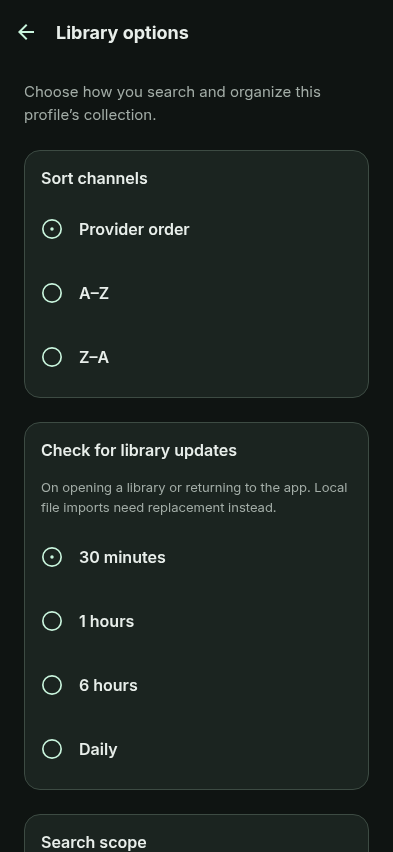 Library options
Choose how you search and organize this
profile’s collection.
Sort channels
Provider order
A–Z
Z–A
Check for library updates
On opening a library or returning to the app. Local
file imports need replacement instead.
30 minutes
1 hours
6 hours
Daily
Search scope